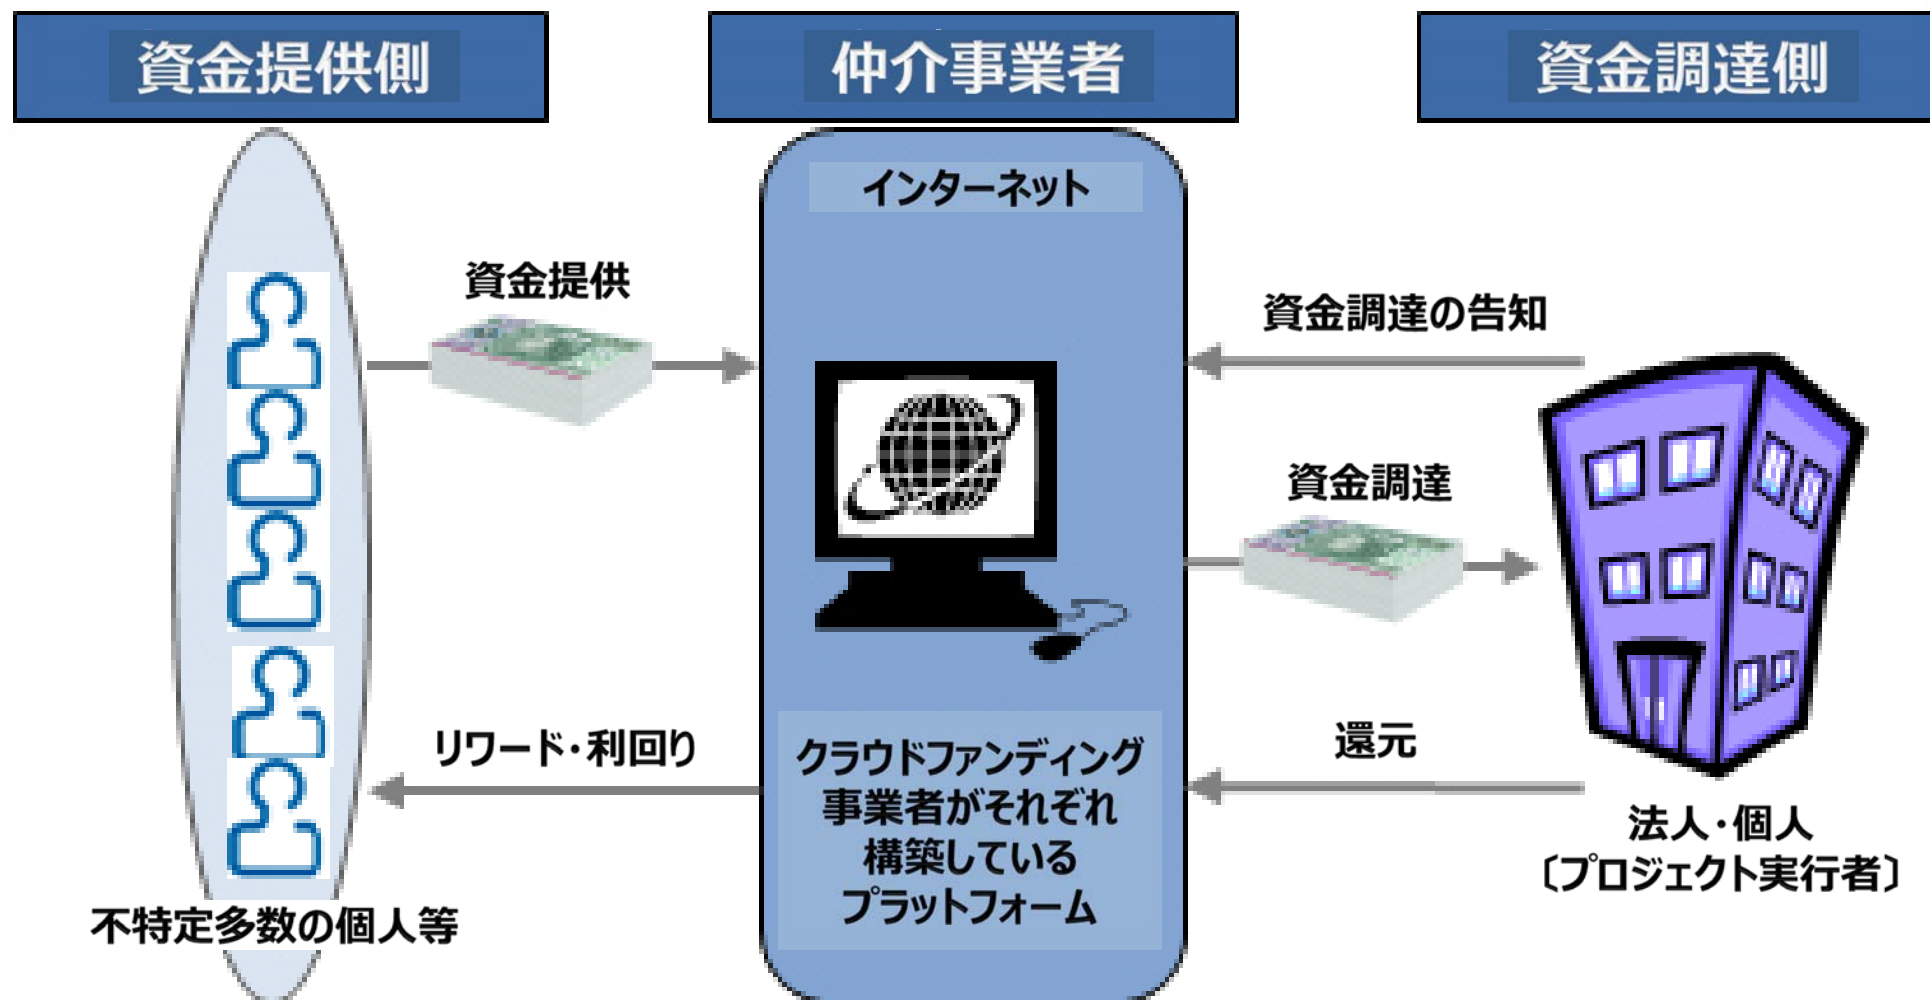 資金提供側
仲介事業者
資金調達側
インターネット
資金提供
資金調達の告知
資金調達
リワード・利回り
還元
クラウドファンディング
事業者がそれぞれ
構築している
プラットフォーム
法人・個人
〔プロジェクト実行者〕
不特定多数の個人等